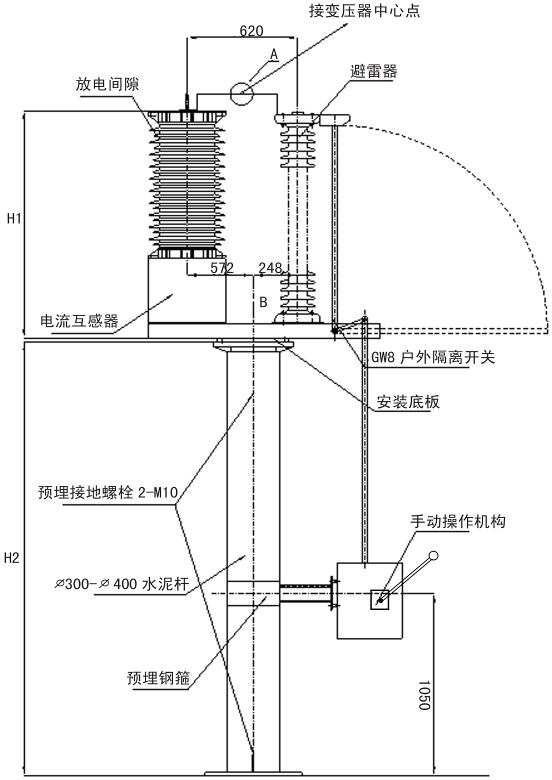 接变压器中心点
620
A
避雷器
放电间隙
H1
572
248
B
电流互感器
GW8 户外隔离开关
安装底板
预埋接地螺栓 2-M10
手动操作机构
H2
⌀300-⌀400 水泥杆
预埋钢箍
1050